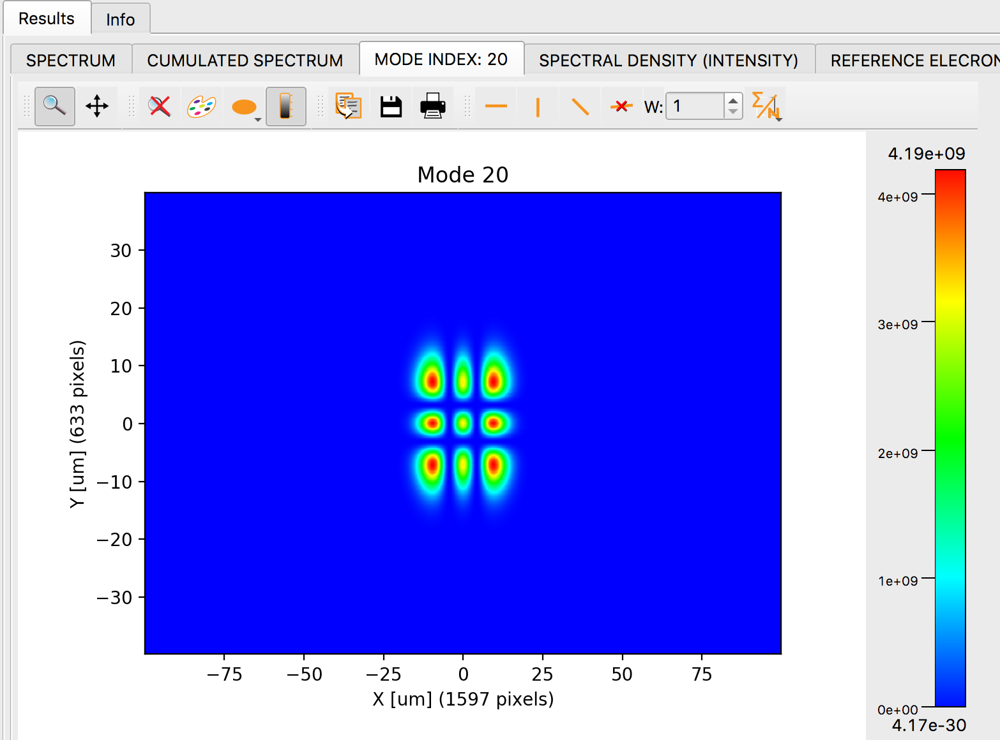 Results Info
SPECTRUM CUMULATED SPECTRUM MODE INDEX: 20 SPECTRAL DENSITY (INTENSITY) REFERENCE ELECRON
W: 1
Mode 20
4.19e+09
4e+09
3e+09
2e+09
1e+09
0e+00
4.17e-30
30
20
10
0
−10
−20
−30
Y [um] (633 pixels)
−75 −50 −25 0 25 50 75
X [um] (1597 pixels)